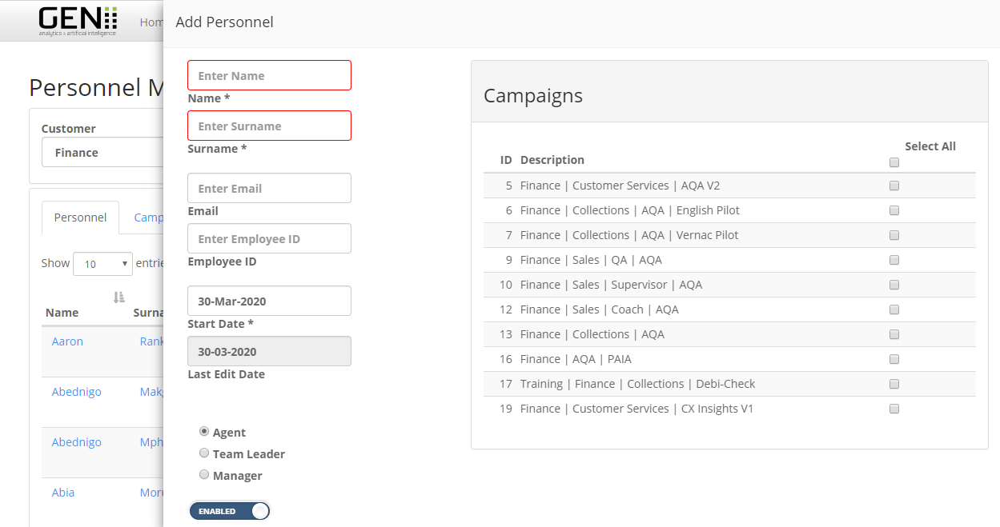 GEN
analytics & artificial intelligence
Hom
Personnel M
Customer
Finance
Personnel
Camp
Show 10 entrie
Name Surna
Aaron Rank
Abednigo Mak
Abednigo Mph
Abia Mor
Add Personnel
Enter Name
Name *
Enter Surname
Surname *
Enter Email
Email
Enter Employee ID
Employee ID
30-Mar-2020
Start Date *
30-03-2020
Last Edit Date
Agent
Team Leader
Manager
ENABLED
Campaigns
Select All
ID Description
5 Finance | Customer Services | AQA V2
6 Finance | Collections | AQA | English Pilot
7 Finance | Collections | AQA | Vernac Pilot
9 Finance | Sales | QA | AQA
10 Finance | Sales | Supervisor | AQA
12 Finance | Sales | Coach | AQA
13 Finance | Collections | AQA
16 Finance | AQA | PAIA
17 Training | Finance | Collections | Debi-Check
19 Finance | Customer Services | CX Insights V1